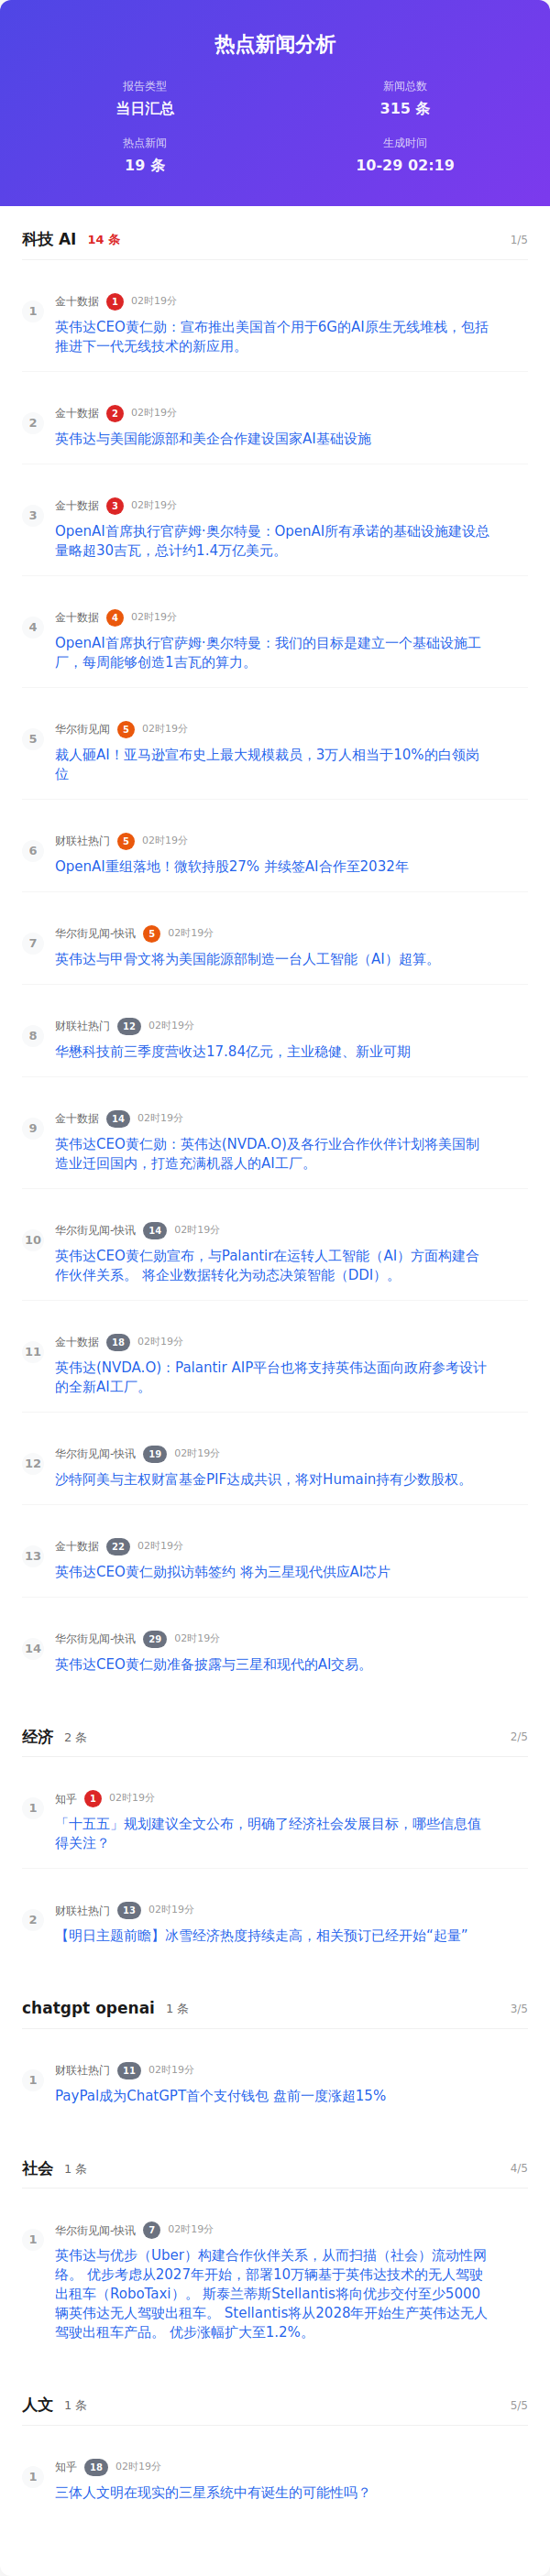 热点新闻分析
报告类型
当日汇总
新闻总数
315 条
热点新闻
19 条
生成时间
10-29 02:19
科技 AI 14 条 1/5
1
金十数据 1 02时19分
英伟达CEO黄仁勋：宣布推出美国首个用于6G的AI原生无线堆栈，包括
推进下一代无线技术的新应用。
2
金十数据 2 02时19分
英伟达与美国能源部和美企合作建设国家AI基础设施
3
金十数据 3 02时19分
OpenAI首席执行官萨姆·奥尔特曼：OpenAI所有承诺的基础设施建设总
量略超30吉瓦，总计约1.4万亿美元。
4
金十数据 4 02时19分
OpenAI首席执行官萨姆·奥尔特曼：我们的目标是建立一个基础设施工
厂，每周能够创造1吉瓦的算力。
5
华尔街见闻 5 02时19分
裁人砸AI！亚马逊宣布史上最大规模裁员，3万人相当于10%的白领岗
位
6
财联社热门 5 02时19分
OpenAI重组落地！微软持股27% 并续签AI合作至2032年
7
华尔街见闻-快讯 5 02时19分
英伟达与甲骨文将为美国能源部制造一台人工智能（AI）超算。
8
财联社热门 12 02时19分
华懋科技前三季度营收达17.84亿元，主业稳健、新业可期
9
金十数据 14 02时19分
英伟达CEO黄仁勋：英伟达(NVDA.O)及各行业合作伙伴计划将美国制
造业迁回国内，打造充满机器人的AI工厂。
10
华尔街见闻-快讯 14 02时19分
英伟达CEO黄仁勋宣布，与Palantir在运转人工智能（AI）方面构建合
作伙伴关系。 将企业数据转化为动态决策智能（DDI）。
11
金十数据 18 02时19分
英伟达(NVDA.O)：Palantir AIP平台也将支持英伟达面向政府参考设计
的全新AI工厂。
12
华尔街见闻-快讯 19 02时19分
沙特阿美与主权财富基金PIF达成共识，将对Humain持有少数股权。
13
金十数据 22 02时19分
英伟达CEO黄仁勋拟访韩签约 将为三星现代供应AI芯片
14
华尔街见闻-快讯 29 02时19分
英伟达CEO黄仁勋准备披露与三星和现代的AI交易。
经济 2 条 2/5
1
知乎 1 02时19分
「十五五」规划建议全文公布，明确了经济社会发展目标，哪些信息值
得关注？
2
财联社热门 13 02时19分
【明日主题前瞻】冰雪经济热度持续走高，相关预订已经开始“起量”
chatgpt openai 1 条 3/5
1
财联社热门 11 02时19分
PayPal成为ChatGPT首个支付钱包 盘前一度涨超15%
社会 1 条 4/5
1
华尔街见闻-快讯 7 02时19分
英伟达与优步（Uber）构建合作伙伴关系，从而扫描（社会）流动性网
络。 优步考虑从2027年开始，部署10万辆基于英伟达技术的无人驾驶
出租车（RoboTaxi）。 斯泰兰蒂斯Stellantis将向优步交付至少5000
辆英伟达无人驾驶出租车。 Stellantis将从2028年开始生产英伟达无人
驾驶出租车产品。 优步涨幅扩大至1.2%。
人文 1 条 5/5
1
知乎 18 02时19分
三体人文明在现实的三星系统中有诞生的可能性吗？